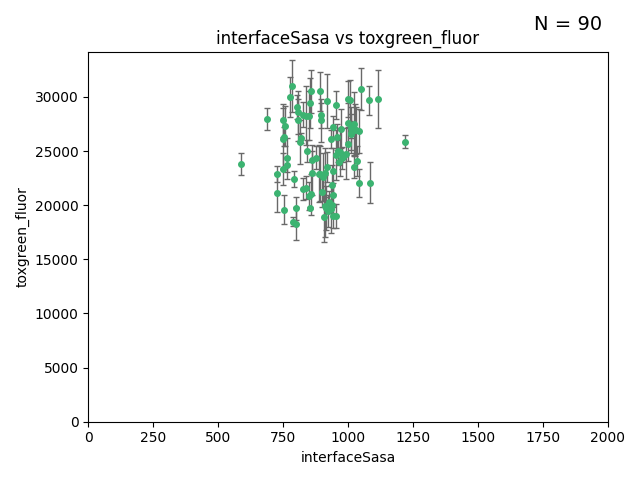 N = 90
interfaceSasa vs toxgreen_fluor
toxgreen_fluor
30000
25000
20000
15000
10000
5000
0
0 250 500 750 1000 1250 1500 1750 2000
interfaceSasa